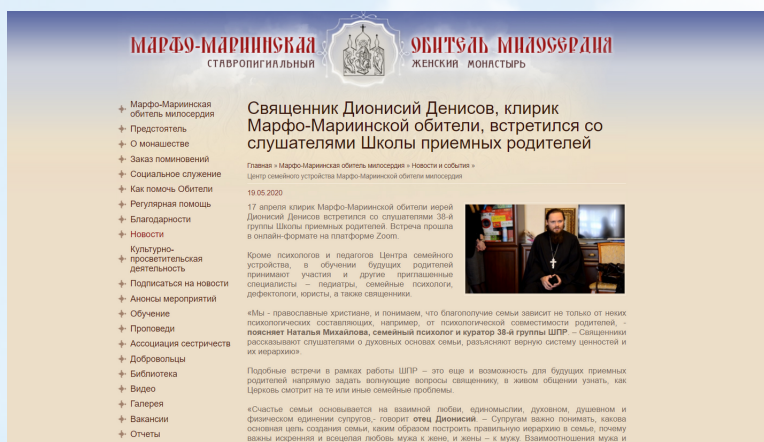 МАРФО-МАРИИНСКАЯ
ОБИТЕЛЬ МИЛОСЕРДИЯ
СТАВРОПИГИАЛЬНЫЙ
ЖЕНСКИЙ МОНАСТЫРЬ
Марфо-Мариинская
обитель милосердия
Предстоятель
О монашестве
Заказ поминовений
Социальное служение
Как помочь Обители
Регулярная помощь
Благодарности
Новости
Культурно-
просветительская
деятельность
Подписаться на новости
Анонсы мероприятий
Обучение
Проповеди
Ассоциация сестричеств
Добровольцы
Библиотека
Видео
Галерея
Вакансии
Отчеты
Священник Дионисий Денисов, клирик
Марфо-Мариинской обители, встретился со
слушателями Школы приемных родителей
Главная » Марфо-Мариинская обитель милосердия » Новости и события »
Центр семейного устройства Марфо-Мариинской обители милосердия
19.05.2020
17 апреля клирик Марфо-Мариинской обители иерей
Дионисий Денисов встретился со слушателями 38-й
группы Школы приемных родителей. Встреча прошла
в онлайн-формате на платформе Zoom.
Кроме психологов и педагогов Центра семейного
устройства, в обучении будущих родителей
принимают участия и другие приглашенные
специалисты – педиатры, семейные психологи,
дефектологи, юристы, а также священники.
«Мы - православные христиане, и понимаем, что благополучие семьи зависит не только от неких
психологических составляющих, например, от психологической совместимости родителей, -
поясняет Наталья Михайлова, семейный психолог и куратор 38-й группы ШПР. – Священники
рассказывают слушателями о духовных основах семьи, разъясняют верную систему ценностей и
их иерархию».
Подобные встречи в рамках работы ШПР – это еще и возможность для будущих приемных
родителей напрямую задать волнующие вопросы священнику, в живом общении узнать, как
Церковь смотрит на те или иные семейные проблемы.
«Счастье семьи основывается на взаимной любви, единомыслии, духовном, душевном и
физическом единении супругов,- говорит отец Дионисий. – Супругам важно понимать, какова
основная цель создания семьи, каким образом построить правильную иерархию в семье, почему
важны искренняя и всецелая любовь мужа к жене, и жены – к мужу. Взаимоотношения мужа и